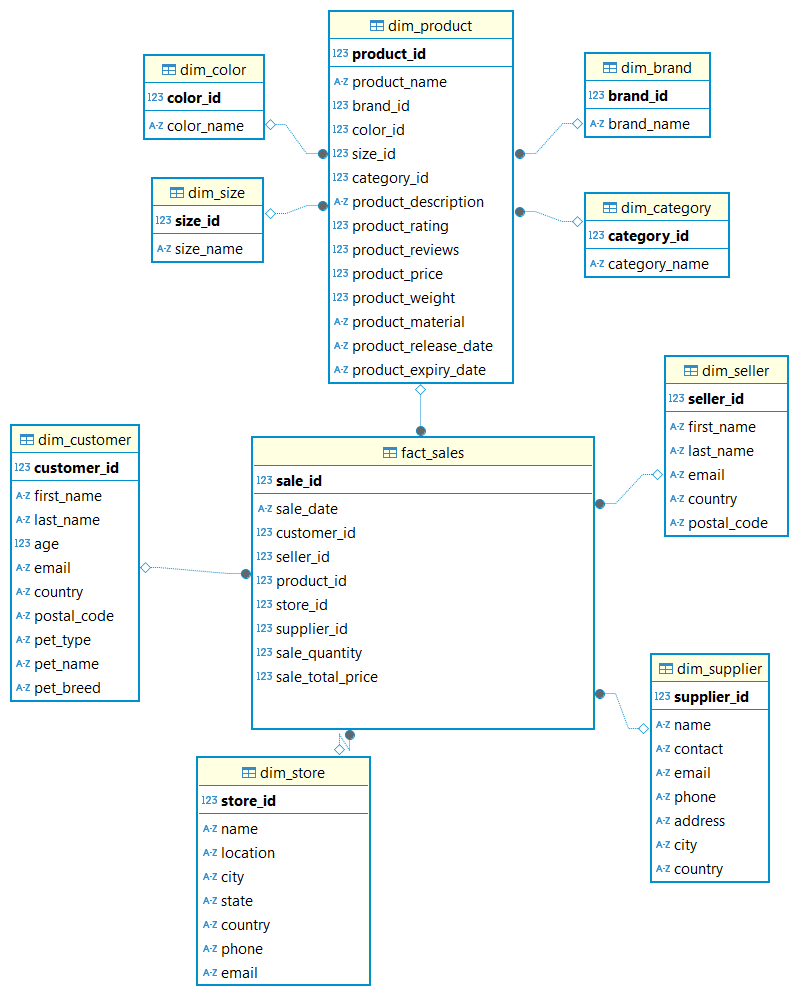 dim_product
123 product_id
A-Z product_name
123 brand_id
123 color_id
123 size_id
123 category_id
A-Z product_description
123 product_rating
123 product_reviews
123 product_price
123 product_weight
A-Z product_material
A-Z product_release_date
A-Z product_expiry_date
dim_color
123 color_id
A-Z color_name
dim_brand
123 brand_id
A-Z brand_name
dim_size
123 size_id
A-Z size_name
dim_category
123 category_id
A-Z category_name
dim_seller
123 seller_id
A-Z first_name
A-Z last_name
A-Z email
A-Z country
A-Z postal_code
dim_customer
123 customer_id
A-Z first_name
A-Z last_name
123 age
A-Z email
A-Z country
A-Z postal_code
A-Z pet_type
A-Z pet_name
A-Z pet_breed
fact_sales
123 sale_id
A-Z sale_date
123 customer_id
123 seller_id
123 product_id
123 store_id
123 supplier_id
123 sale_quantity
123 sale_total_price
dim_supplier
123 supplier_id
A-Z name
A-Z contact
A-Z email
A-Z phone
A-Z address
A-Z city
A-Z country
dim_store
123 store_id
A-Z name
A-Z location
A-Z city
A-Z state
A-Z country
A-Z phone
A-Z email